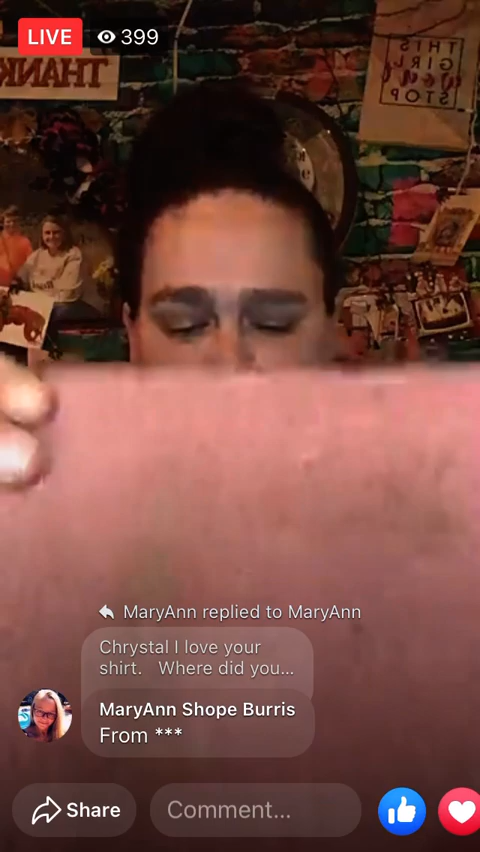 LIVE 399
THANK
THIS
GIRL
STOP
MaryAnn replied to MaryAnn
Chrystal I love your
shirt. Where did you...
MaryAnn Shope Burris
From ***
Share
Comment...